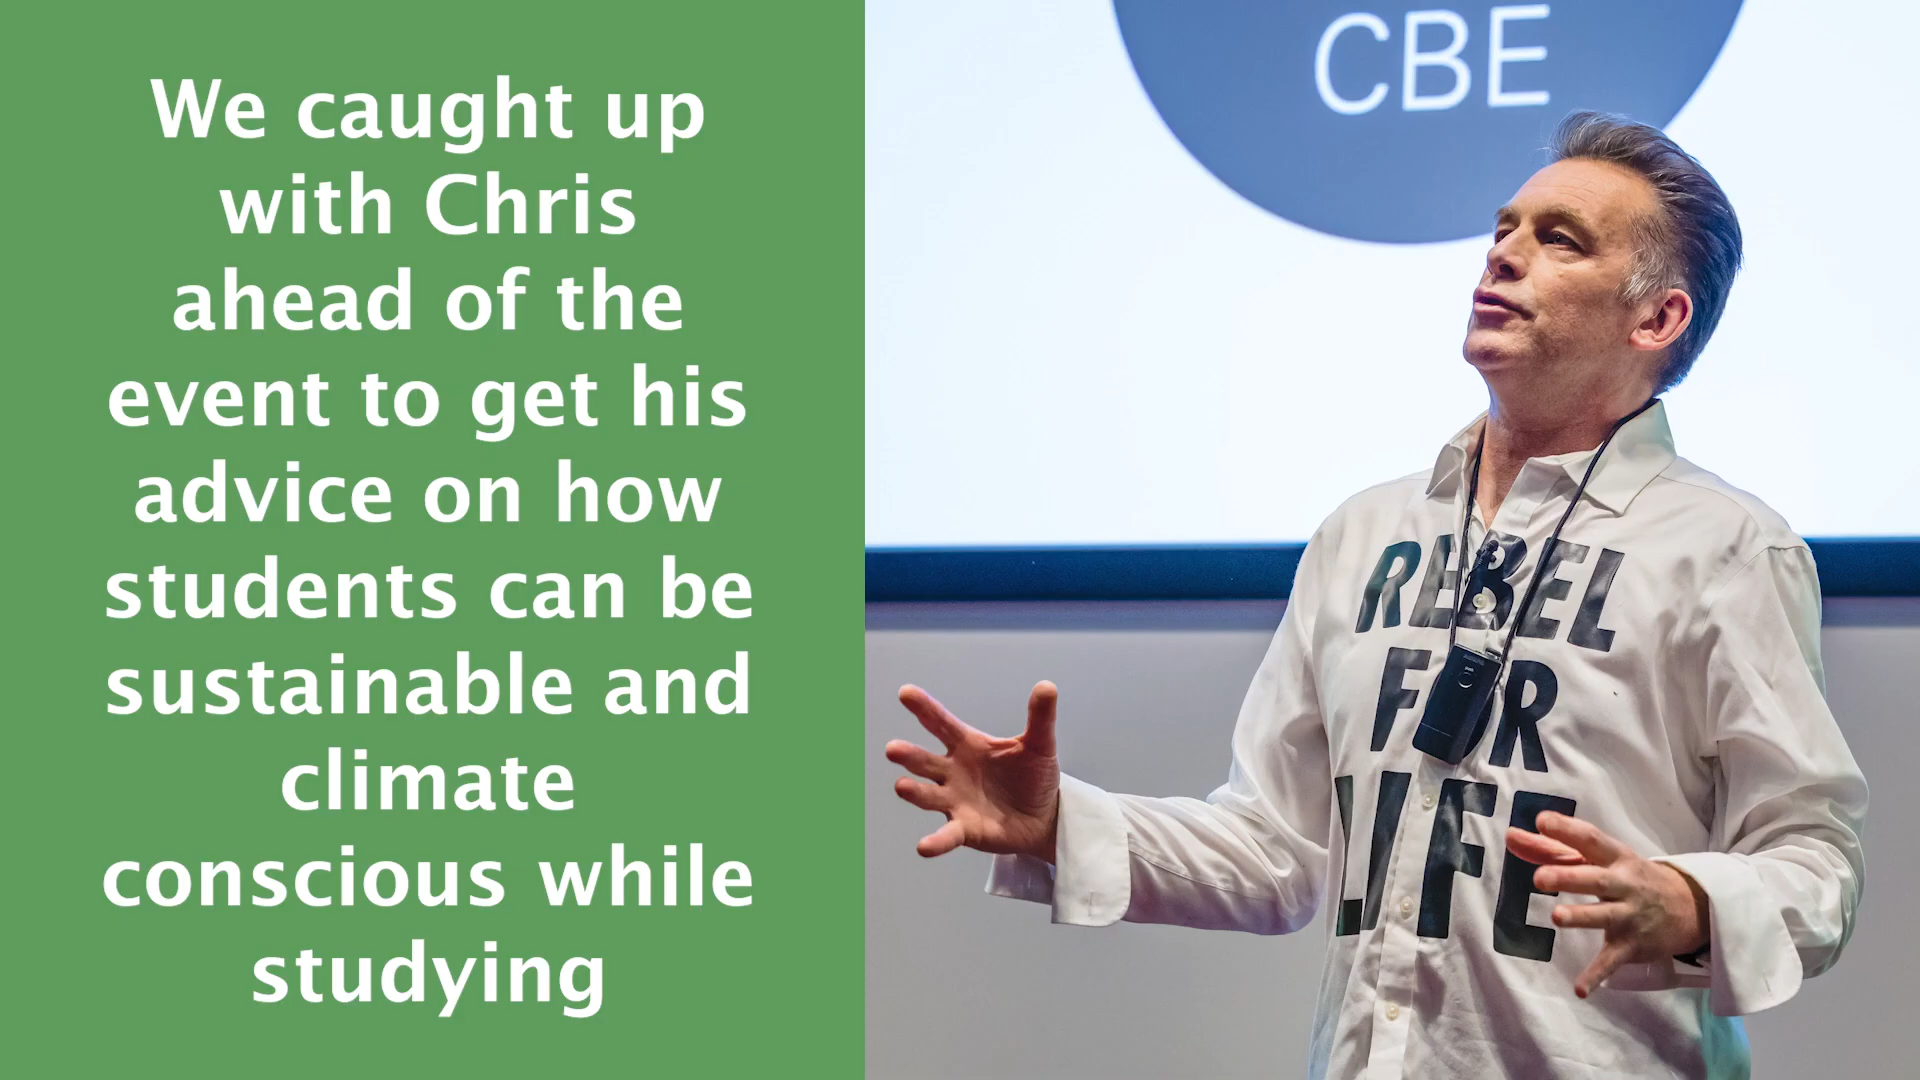 We caught up
with Chris
ahead of the
event to get his
advice on how
students can be
sustainable and
climate
conscious while
studying
CBE
REBEL
FOR
LIFE